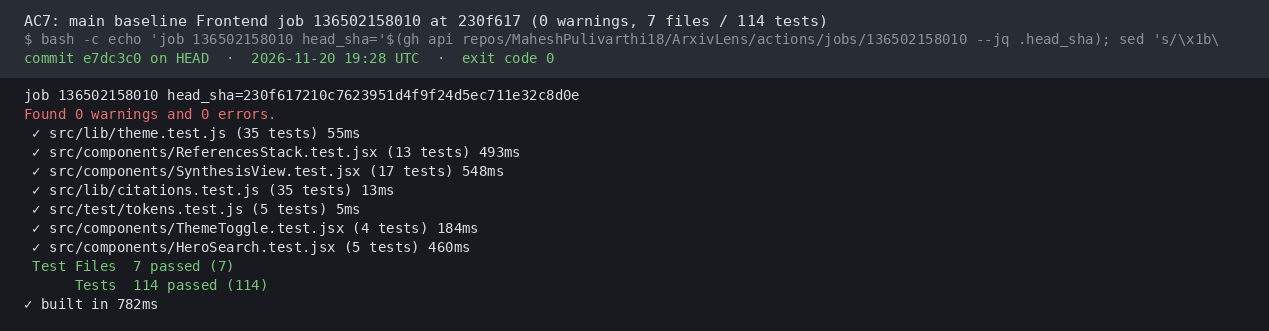 AC7: main baseline Frontend job 136502158010 at 230f617 (0 warnings, 7 files / 114 tests)
$ bash -c echo 'job 136502158010 head_sha='$(gh api repos/MaheshPulivarthi18/ArxivLens/actions/jobs/136502158010 --jq .head_sha); sed 's/\x1b\
commit e7dc3c0 on HEAD  ·  2026-11-20 19:28 UTC  ·  exit code 0
job 136502158010 head_sha=230f617210c7623951d4f9f24d5ec711e32c8d0e
Found 0 warnings and 0 errors.
✓ src/lib/theme.test.js (35 tests) 55ms
✓ src/components/ReferencesStack.test.jsx (13 tests) 493ms
✓ src/components/SynthesisView.test.jsx (17 tests) 548ms
✓ src/lib/citations.test.js (35 tests) 13ms
✓ src/test/tokens.test.js (5 tests) 5ms
✓ src/components/ThemeToggle.test.jsx (4 tests) 184ms
✓ src/components/HeroSearch.test.jsx (5 tests) 460ms
Test Files  7 passed (7)
Tests  114 passed (114)
✓ built in 782ms